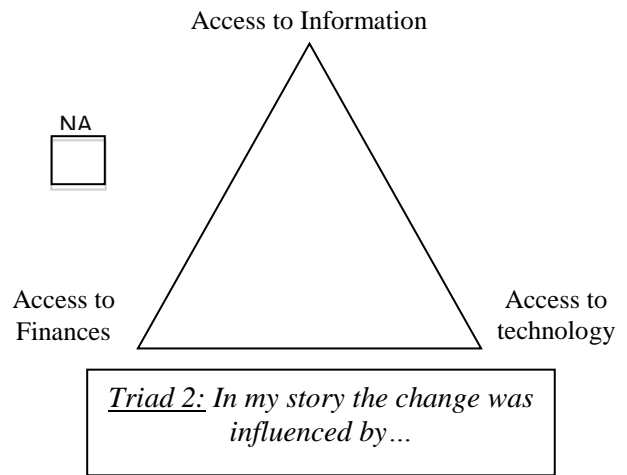 Access to Information
NA
Access to
Finances
Access to
technology
Triad 2: In my story the change was
influenced by…